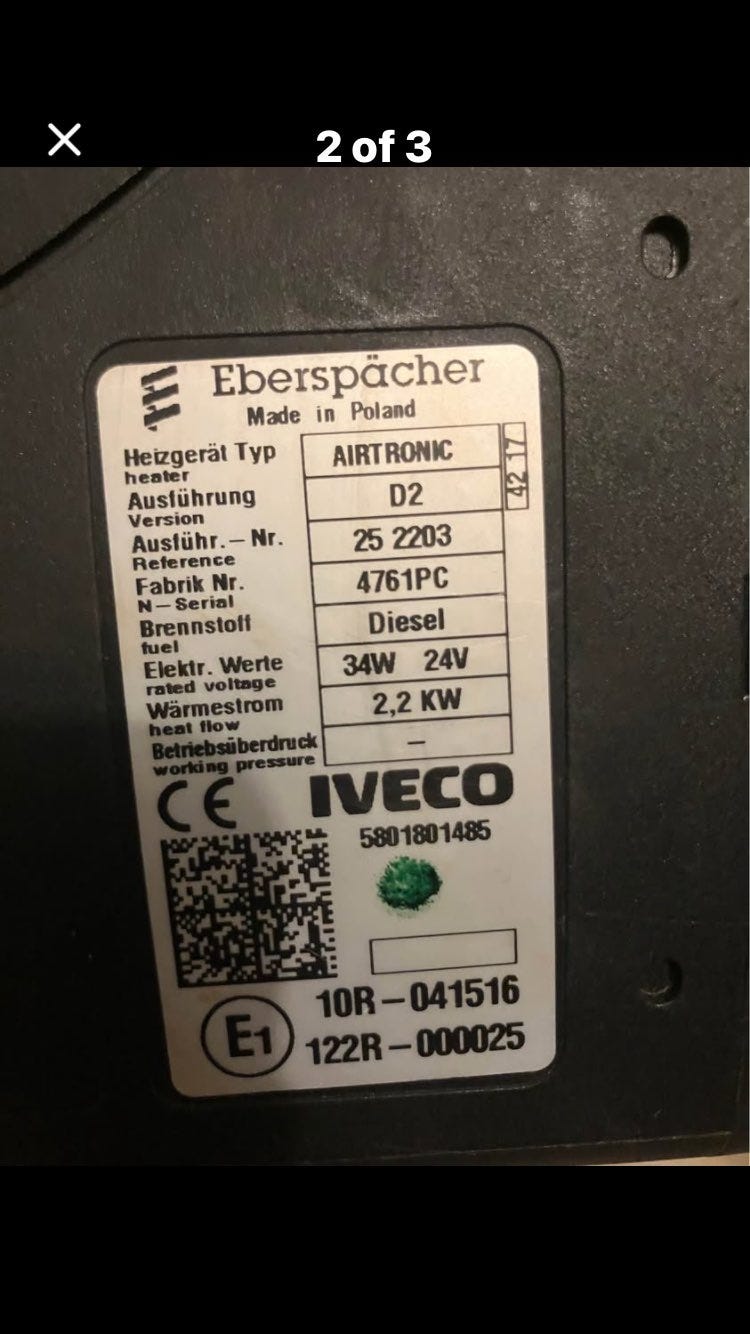 2 of 3
Eberspächer
Made in Poland
Heizgerät Typ AIRTRONIC
heater
42 17
Ausführung D2
Version
Ausführ.-Nr. 25 2203
Reference
Fabrik Nr. 4761PC
N-Serial
Brennstoff Diesel
fuel
Elektr. Werte 34W 24V
rated voltage
Wärmestrom 2,2 KW
heat flow
Betriebsüberdruck –
working pressure
CE IVECO
5801801485
10R-041516
E1 122R-000025